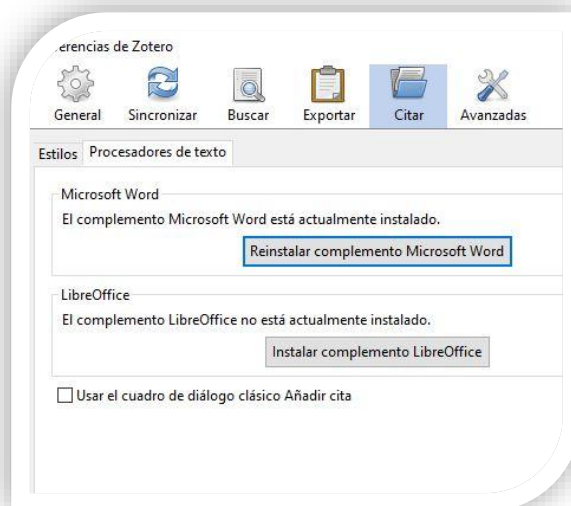 erencias de Zotero
General Sincronizar Buscar Exportar Citar Avanzadas
Estilos Procesadores de texto
Microsoft Word
El complemento Microsoft Word está actualmente instalado.
Reinstalar complemento Microsoft Word
LibreOffice
El complemento LibreOffice no está actualmente instalado.
Instalar complemento LibreOffice
Usar el cuadro de diálogo clásico Añadir cita